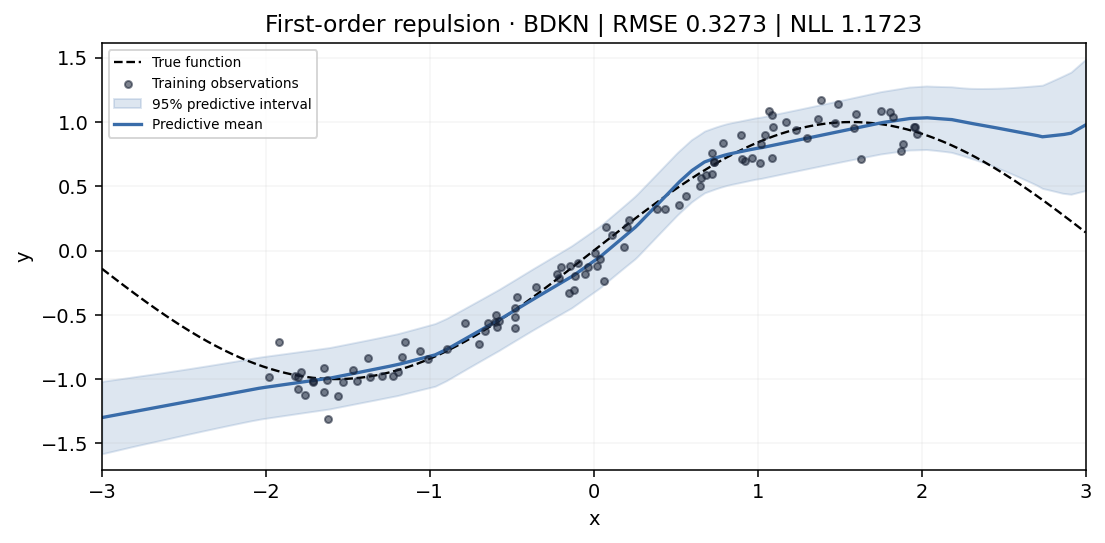 First-order repulsion · BDKN | RMSE 0.3273 | NLL 1.1723
True function
Training observations
95% predictive interval
Predictive mean
y
1.5
1.0
0.5
0.0
−0.5
−1.0
−1.5
−3 −2 −1 0 1 2 3
x